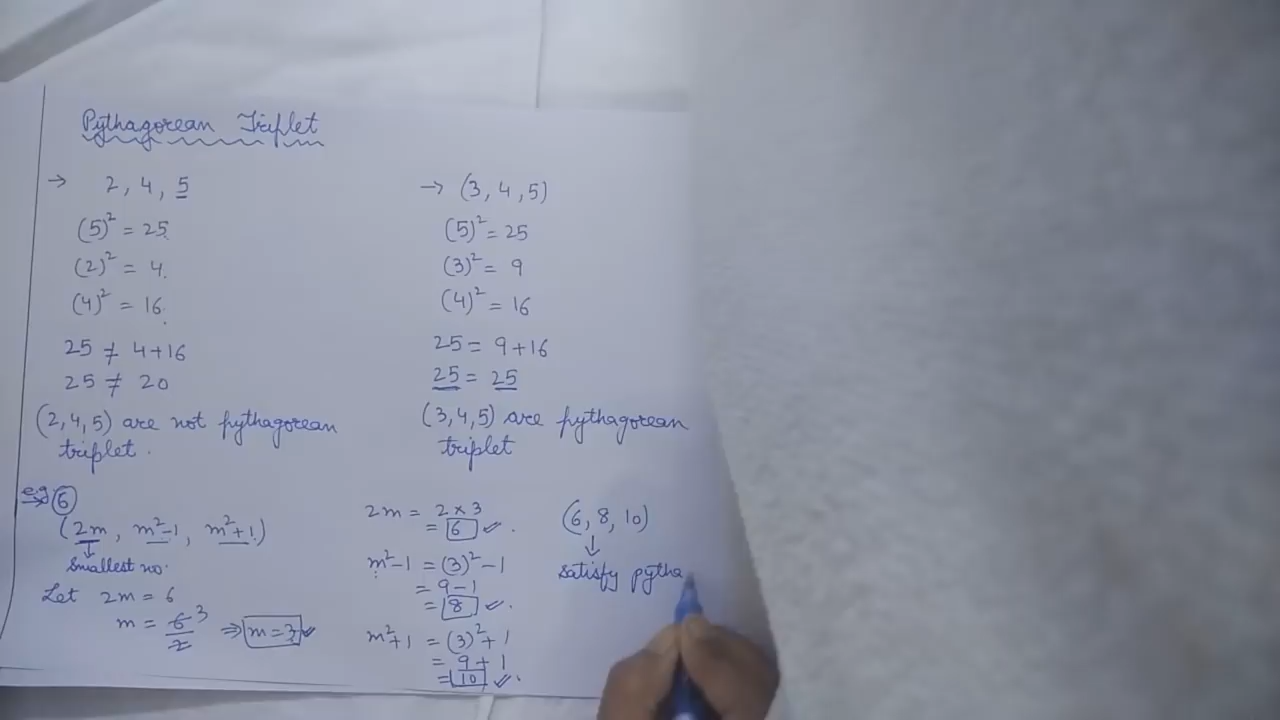 Pythagorean Triplet
→ 2, 4, 5
(5)² = 25
(2)² = 4
(4)² = 16
25 ≠ 4+16
25 ≠ 20
(2,4,5) are not pythagorean
triplet.
→ (3, 4, 5)
(5)² = 25
(3)² = 9
(4)² = 16
25 = 9+16
25 = 25
(3,4,5) are pythagorean
triplet
eg → 6
(2m, m²-1, m²+1)
↓
Smallest no.
Let 2m = 6
m = 6/2 3 ⇒ m=3 ✓
2m = 2 × 3
= 6 ✓.
m²-1 = (3)² - 1
= 9 - 1
= 8 ✓.
m²+1 = (3)² + 1
= 9 + 1
= 10 ✓.
(6, 8, 10)
↓
Satisfy pytha